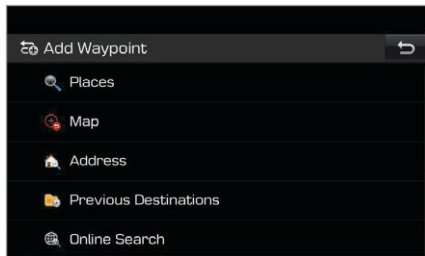 Add Waypoint
Places
Map
Address
Previous Destinations
Online Search